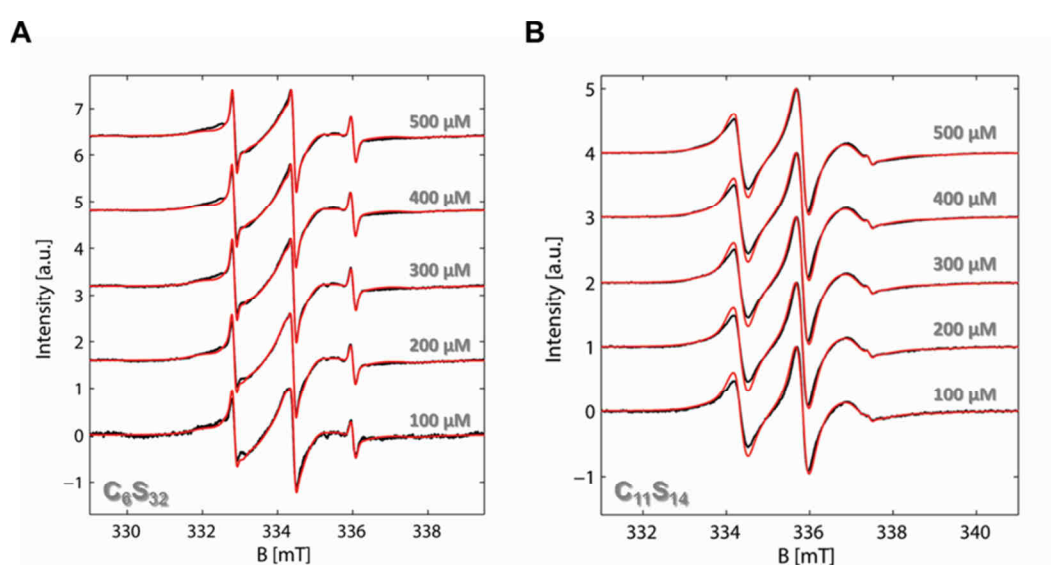 A
Intensity [a.u.]
7
6
5
4
3
2
1
0
−1
500 µM
400 µM
300 µM
200 µM
100 µM
C₆S₃₂
330 332 334 336 338
B [mT]
B
Intensity [a.u.]
5
4
3
2
1
0
−1
500 µM
400 µM
300 µM
200 µM
100 µM
C₁₁S₁₄
332 334 336 338 340
B [mT]